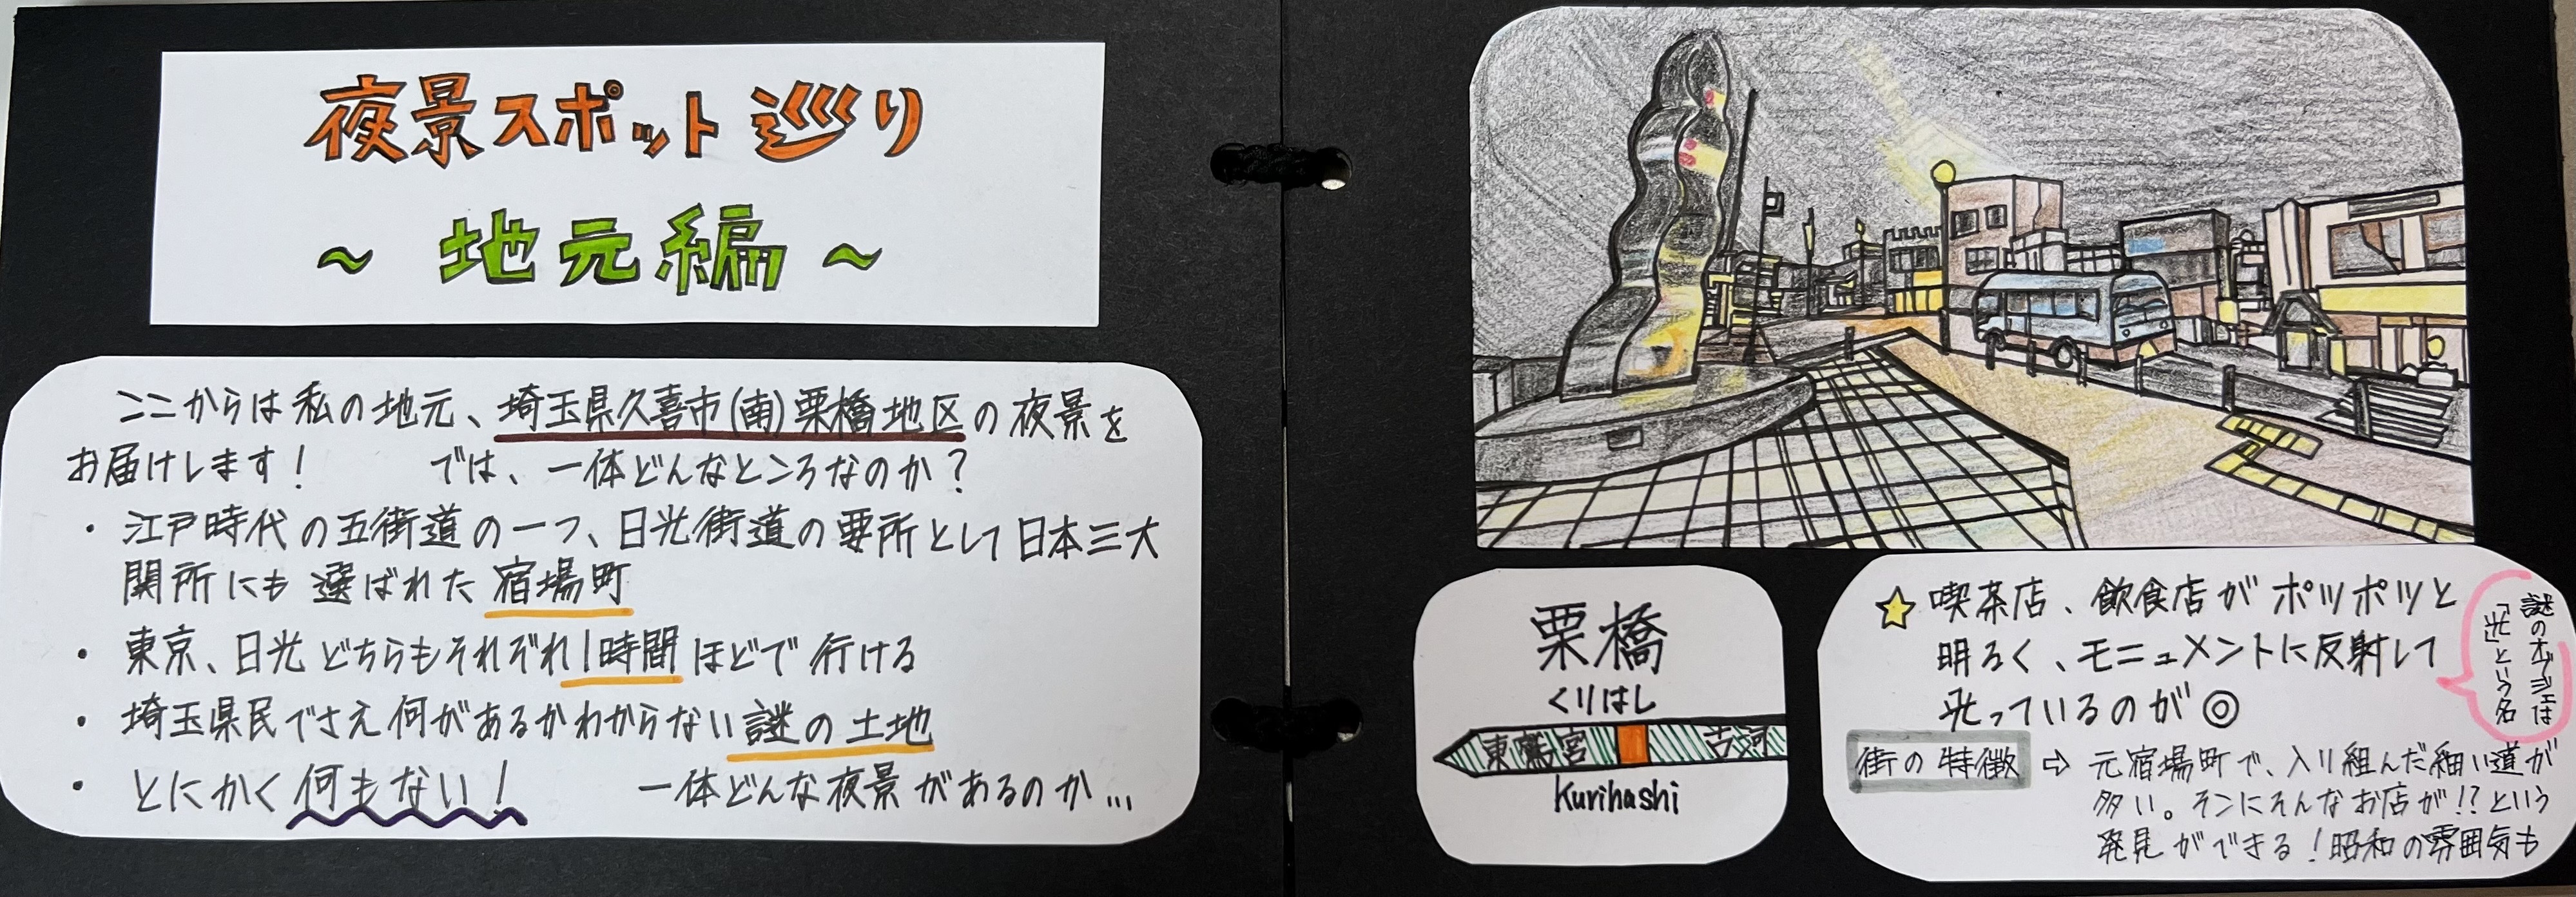 夜景スポット巡り
～地元編～
ここからは私の地元、埼玉県久喜市(南)栗橋地区の夜景を
お届けします！ では、一体どんなところなのか？
・江戸時代の五街道の一つ、日光街道の要所として日本三大
関所にも選ばれた宿場町
・東京、日光どちらもそれぞれ1時間ほどで行ける
・埼玉県民でさえ何があるかわからない謎の土地
・とにかく何もない！ 一体どんな夜景があるのか…
栗橋
くりはし
東鷲宮 古河
Kurihashi
☆喫茶店、飲食店がポツポツと
明るく、モニュメントに反射して
光っているのが◎
謎のオブジェは
「光」という名
街の特徴⇨元宿場町で、入り組んだ細い道が
多い。そこにそんなお店が!?という
発見ができる！昭和の雰囲気も